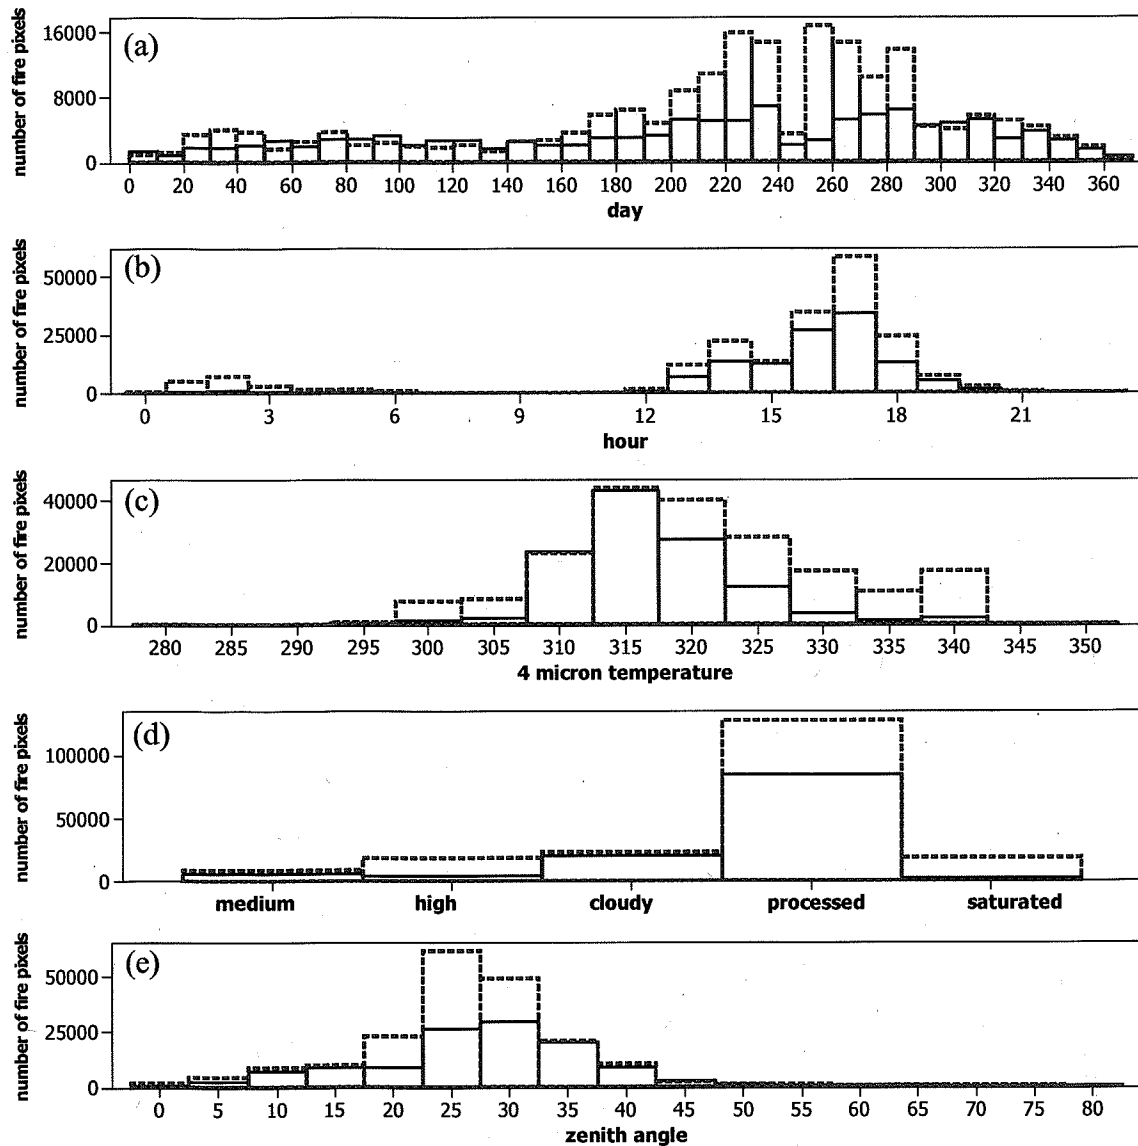 (a)
number of fire pixels
16000
8000
0
0 20 40 60 80 100 120 140 160 180 200 220 240 260 280 300 320 340 360
day
(b)
number of fire pixels
50000
25000
0
0 3 6 9 12 15 18 21
hour
(c)
number of fire pixels
40000
20000
0
280 285 290 295 300 305 310 315 320 325 330 335 340 345 350
4 micron temperature
(d)
number of fire pixels
100000
50000
0
medium high cloudy processed saturated
(e)
number of fire pixels
50000
25000
0
0 5 10 15 20 25 30 35 40 45 50 55 60 65 70 75 80
zenith angle